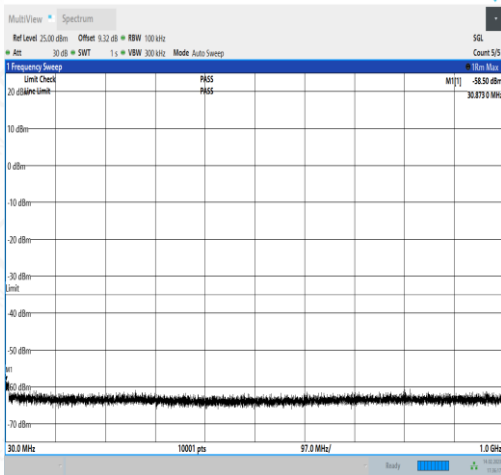 MultiView Spectrum
Ref Level 25.00 dBm Offset 9.32 dB RBW 100 kHz SGL
Att 30 dB SWT 1 s VBW 300 kHz Mode Auto Sweep Count 5/5
1 Frequency Sweep 1Rm Max
Limit Check PASS M1[1] -58.50 dBm
20 dBm Line Limit PASS 30.873 0 MHz
10 dBm
0 dBm
-10 dBm
-20 dBm
-30 dBm
Limit
-40 dBm
-50 dBm
M1
-60 dBm
-70 dBm
30.0 MHz 10001 pts 97.0 MHz/ 1.0 GHz
Ready